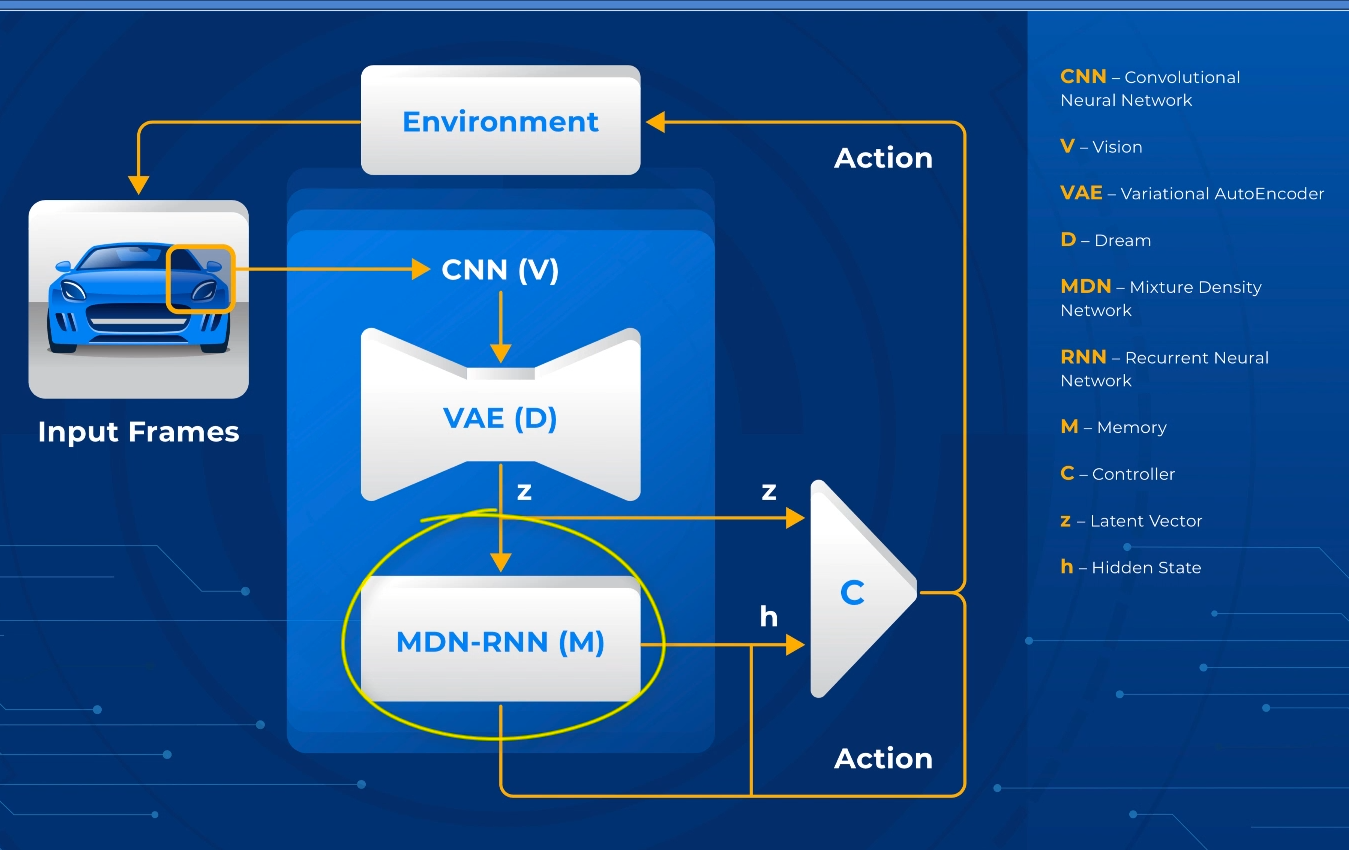 Environment
Action
Input Frames
CNN (V)
VAE (D)
z
z
MDN-RNN (M)
h
C
Action
CNN – Convolutional
Neural Network
V – Vision
VAE – Variational AutoEncoder
D – Dream
MDN – Mixture Density
Network
RNN – Recurrent Neural
Network
M – Memory
C – Controller
z – Latent Vector
h – Hidden State